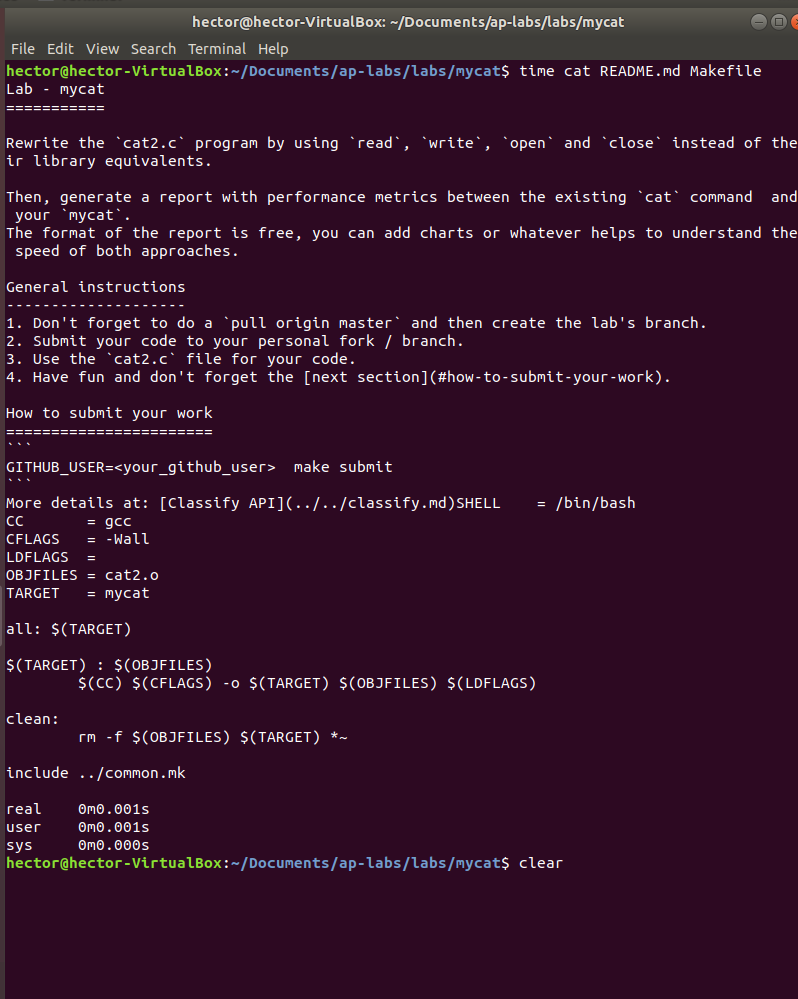 hector@hector-VirtualBox: ~/Documents/ap-labs/labs/mycat
File Edit View Search Terminal Help
hector@hector-VirtualBox:~/Documents/ap-labs/labs/mycat$ time cat README.md Makefile
Lab - mycat
===========

Rewrite the `cat2.c` program by using `read`, `write`, `open` and `close` instead of the
ir library equivalents.

Then, generate a report with performance metrics between the existing `cat` command  and
 your `mycat`.
The format of the report is free, you can add charts or whatever helps to understand the
 speed of both approaches.

General instructions
--------------------
1. Don't forget to do a `pull origin master` and then create the lab's branch.
2. Submit your code to your personal fork / branch.
3. Use the `cat2.c` file for your code.
4. Have fun and don't forget the [next section](#how-to-submit-your-work).

How to submit your work
=======================
```
GITHUB_USER=<your_github_user>  make submit
```
More details at: [Classify API](../../classify.md)SHELL    = /bin/bash
CC       = gcc
CFLAGS   = -Wall
LDFLAGS  =
OBJFILES = cat2.o
TARGET   = mycat

all: $(TARGET)

$(TARGET) : $(OBJFILES)
        $(CC) $(CFLAGS) -o $(TARGET) $(OBJFILES) $(LDFLAGS)

clean:
        rm -f $(OBJFILES) $(TARGET) *~

include ../common.mk

real    0m0.001s
user    0m0.001s
sys     0m0.000s
hector@hector-VirtualBox:~/Documents/ap-labs/labs/mycat$ clear